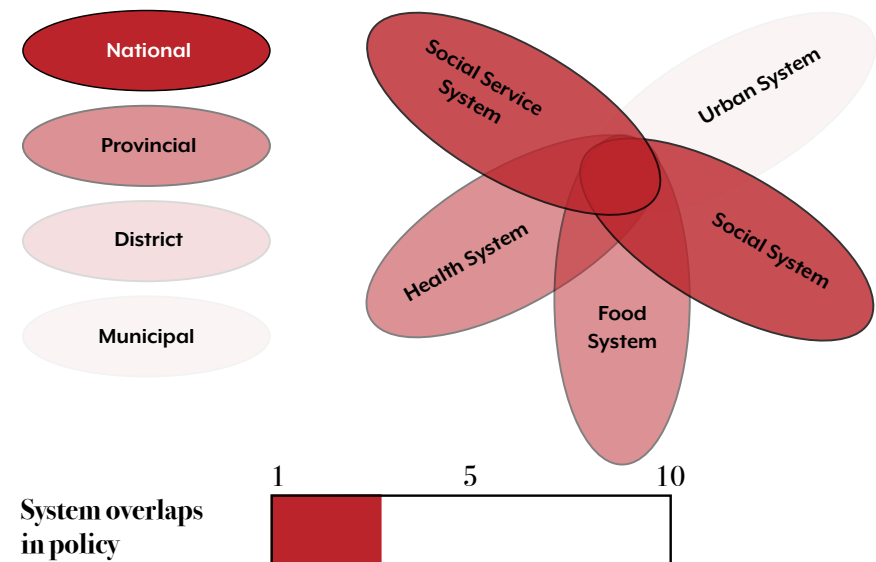 National
Provincial
District
Municipal
Social Service
System
Urban System
Health System
Food
System
Social System
1 5 10
System overlaps
in policy